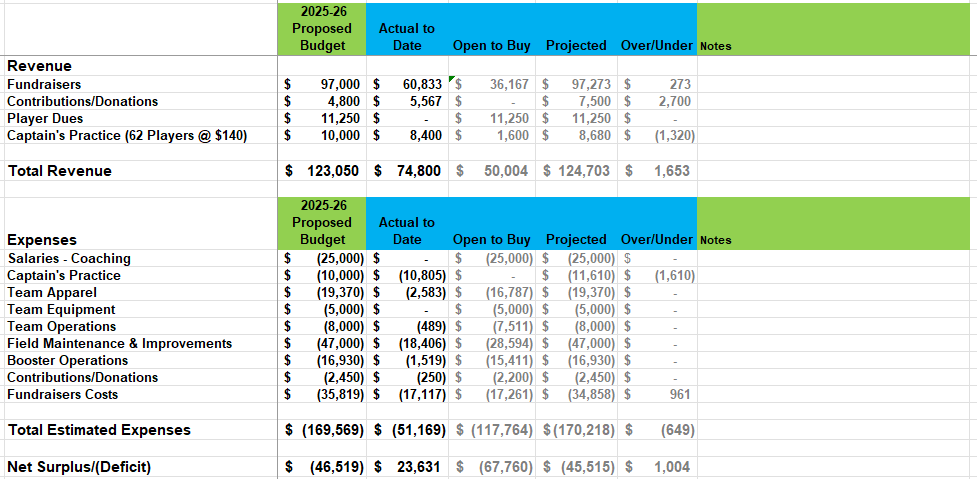 2025-26 Proposed Budget Actual to Date Open to Buy Projected Over/Under Notes
Revenue
Fundraisers $ 97,000 $ 60,833 $ 36,167 $ 97,273 $ 273
Contributions/Donations $ 4,800 $ 5,567 $ - $ 7,500 $ 2,700
Player Dues $ 11,250 $ - $ 11,250 $ 11,250 $ -
Captain's Practice (62 Players @ $140) $ 10,000 $ 8,400 $ 1,600 $ 8,680 $ (1,320)
Total Revenue $ 123,050 $ 74,800 $ 50,004 $ 124,703 $ 1,653
Expenses 2025-26 Proposed Budget Actual to Date Open to Buy Projected Over/Under Notes
Salaries - Coaching $ (25,000) $ - $ (25,000) $ (25,000) $ -
Captain's Practice $ (10,000) $ (10,805) $ - $ (11,610) $ (1,610)
Team Apparel $ (19,370) $ (2,583) $ (16,787) $ (19,370) $ -
Team Equipment $ (5,000) $ - $ (5,000) $ (5,000) $ -
Team Operations $ (8,000) $ (489) $ (7,511) $ (8,000) $ -
Field Maintenance & Improvements $ (47,000) $ (18,406) $ (28,594) $ (47,000) $ -
Booster Operations $ (16,930) $ (1,519) $ (15,411) $ (16,930) $ -
Contributions/Donations $ (2,450) $ (250) $ (2,200) $ (2,450) $ -
Fundraisers Costs $ (35,819) $ (17,117) $ (17,261) $ (34,858) $ 961
Total Estimated Expenses $ (169,569) $ (51,169) $ (117,764) $ (170,218) $ (649)
Net Surplus/(Deficit) $ (46,519) $ 23,631 $ (67,760) $ (45,515) $ 1,004